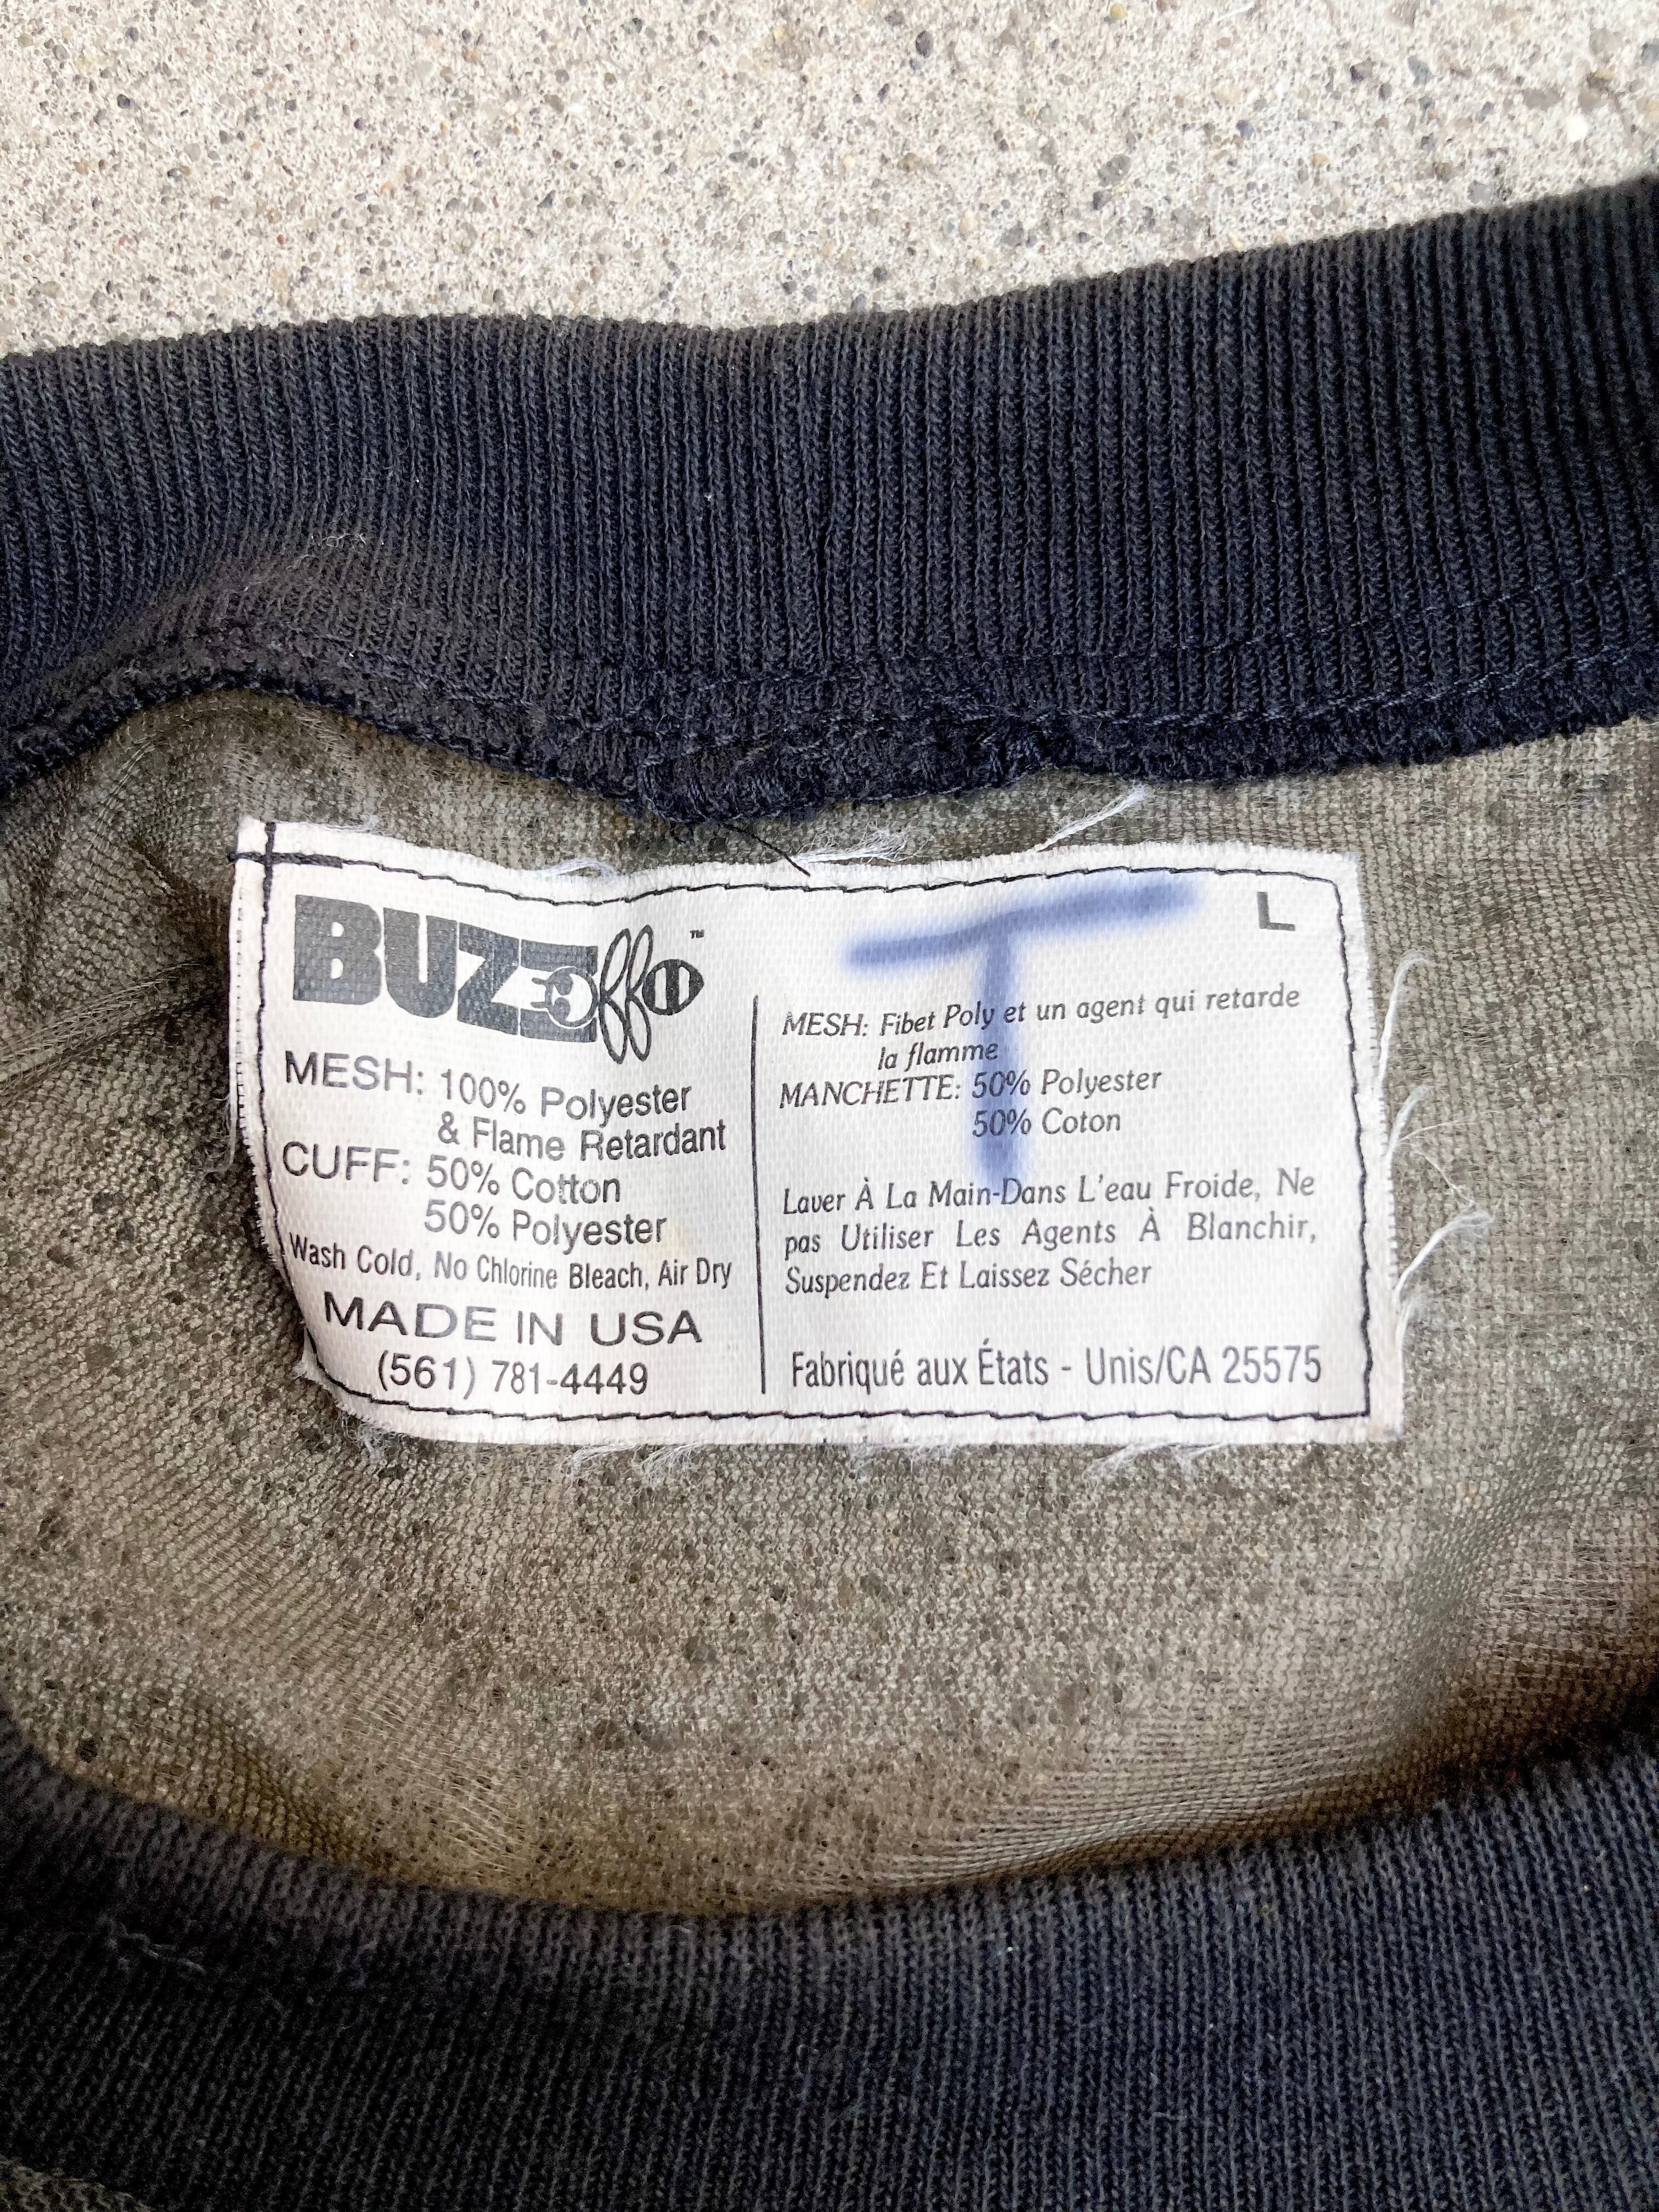 BUZZ off ™
MESH: 100% Polyester
& Flame Retardant
CUFF: 50% Cotton
50% Polyester
Wash Cold, No Chlorine Bleach, Air Dry
MADE IN USA
(561) 781-4449
T
L
MESH: Fibet Poly et un agent qui retarde
la flamme
MANCHETTE: 50% Polyester
50% Coton
Laver À La Main-Dans L'eau Froide, Ne
pas Utiliser Les Agents À Blanchir,
Suspendez Et Laissez Sécher
Fabriqué aux États - Unis/CA 25575